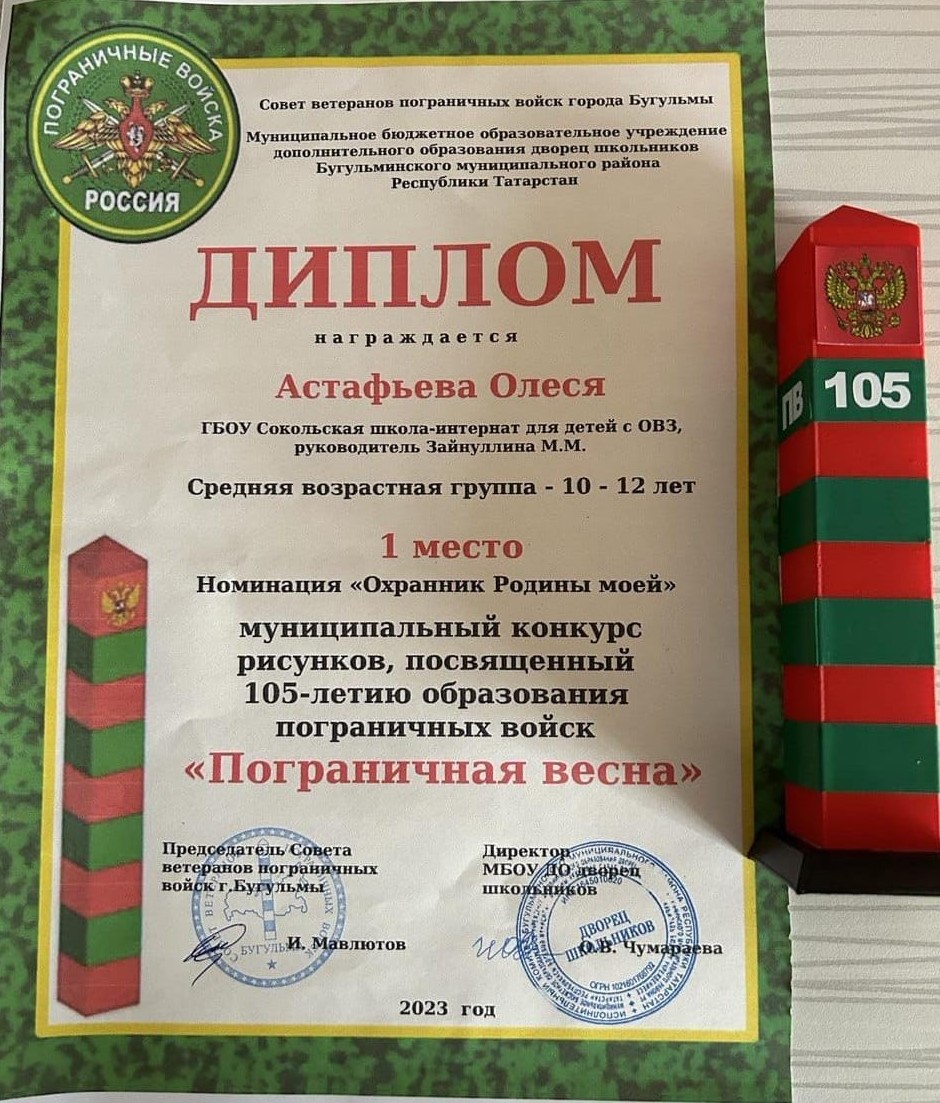 ПОГРАНИЧНЫЕ ВОЙСКА
РОССИЯ
Совет ветеранов пограничных войск города Бугульмы
Муниципальное бюджетное образовательное учреждение
дополнительного образования дворец школьников
Бугульминского муниципального района
Республики Татарстан
ДИПЛОМ
награждается
Астафьева Олеся
ГБОУ Сокольская школа-интернат для детей с ОВЗ,
руководитель Зайнуллина М.М.
Средняя возрастная группа - 10 - 12 лет
1 место
Номинация «Охранник Родины моей»
муниципальный конкурс
рисунков, посвященный
105-летию образования
пограничных войск
«Пограничная весна»
Председатель Совета
ветеранов пограничных
войск г.Бугульмы
И. Мавлютов
БУГУЛЬМА
Директор
МБОУ ДО дворец
школьников
О.В. Чумараева
ДВОРЕЦ
ШКОЛЬНИКОВ
2023 год
ПВ 105